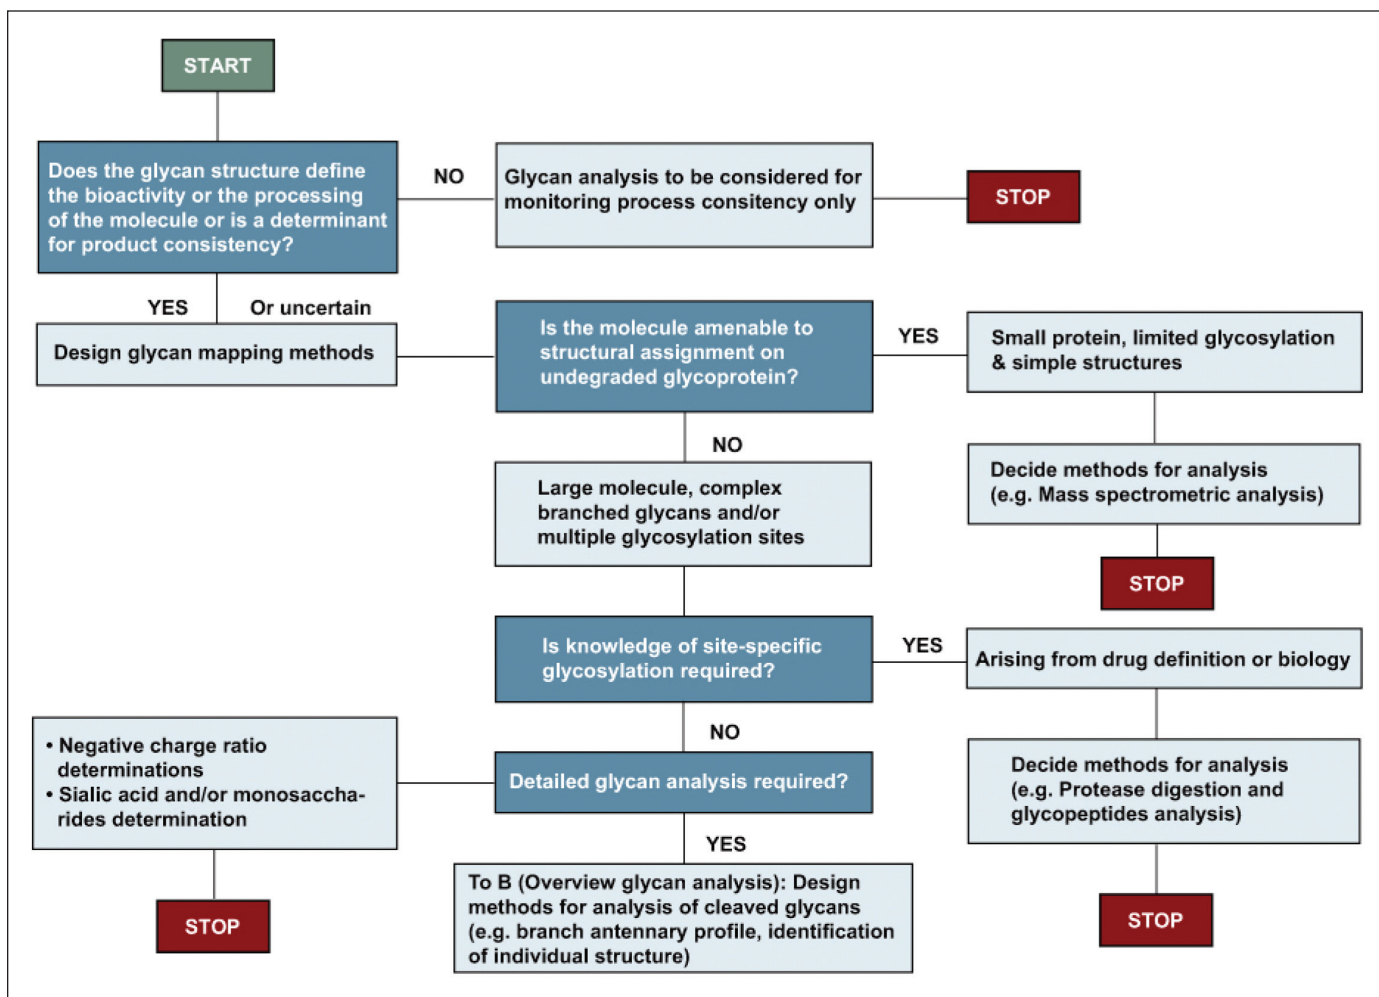 START
Does the glycan structure define
the bioactivity or the processing
of the molecule or is a determinant
for product consistency?
NO
Glycan analysis to be considered for
monitoring process consitency only
STOP
YES
Or uncertain
Design glycan mapping methods
Is the molecule amenable to
structural assignment on
undegraded glycoprotein?
YES
Small protein, limited glycosylation
& simple structures
Decide methods for analysis
(e.g. Mass spectrometric analysis)
STOP
NO
Large molecule, complex
branched glycans and/or
multiple glycosylation sites
Is knowledge of site-specific
glycosylation required?
YES
Arising from drug definition or biology
Decide methods for analysis
(e.g. Protease digestion and
glycopeptides analysis)
STOP
NO
Detailed glycan analysis required?
• Negative charge ratio
determinations
• Sialic acid and/or monosaccha-
rides determination
STOP
YES
To B (Overview glycan analysis): Design
methods for analysis of cleaved glycans
(e.g. branch antennary profile, identification
of individual structure)